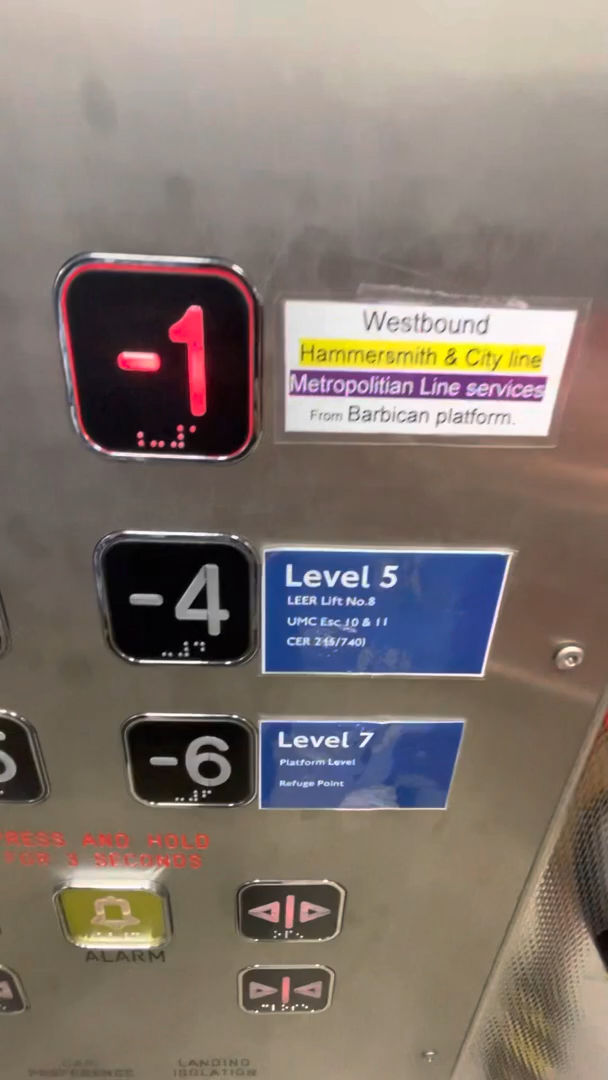 -1
Westbound
Hammersmith & City line
Metropolitian Line services
From Barbican platform.
-4
Level 5
LEER Lift No.8
UMC Esc 10 & 11
CER 2 (5/740)
-6
Level 7
Platform Level
Refuge Point
PRESS AND HOLD
FOR 3 SECONDS
ALARM
PREFERENCE
LANDING
ISOLATION